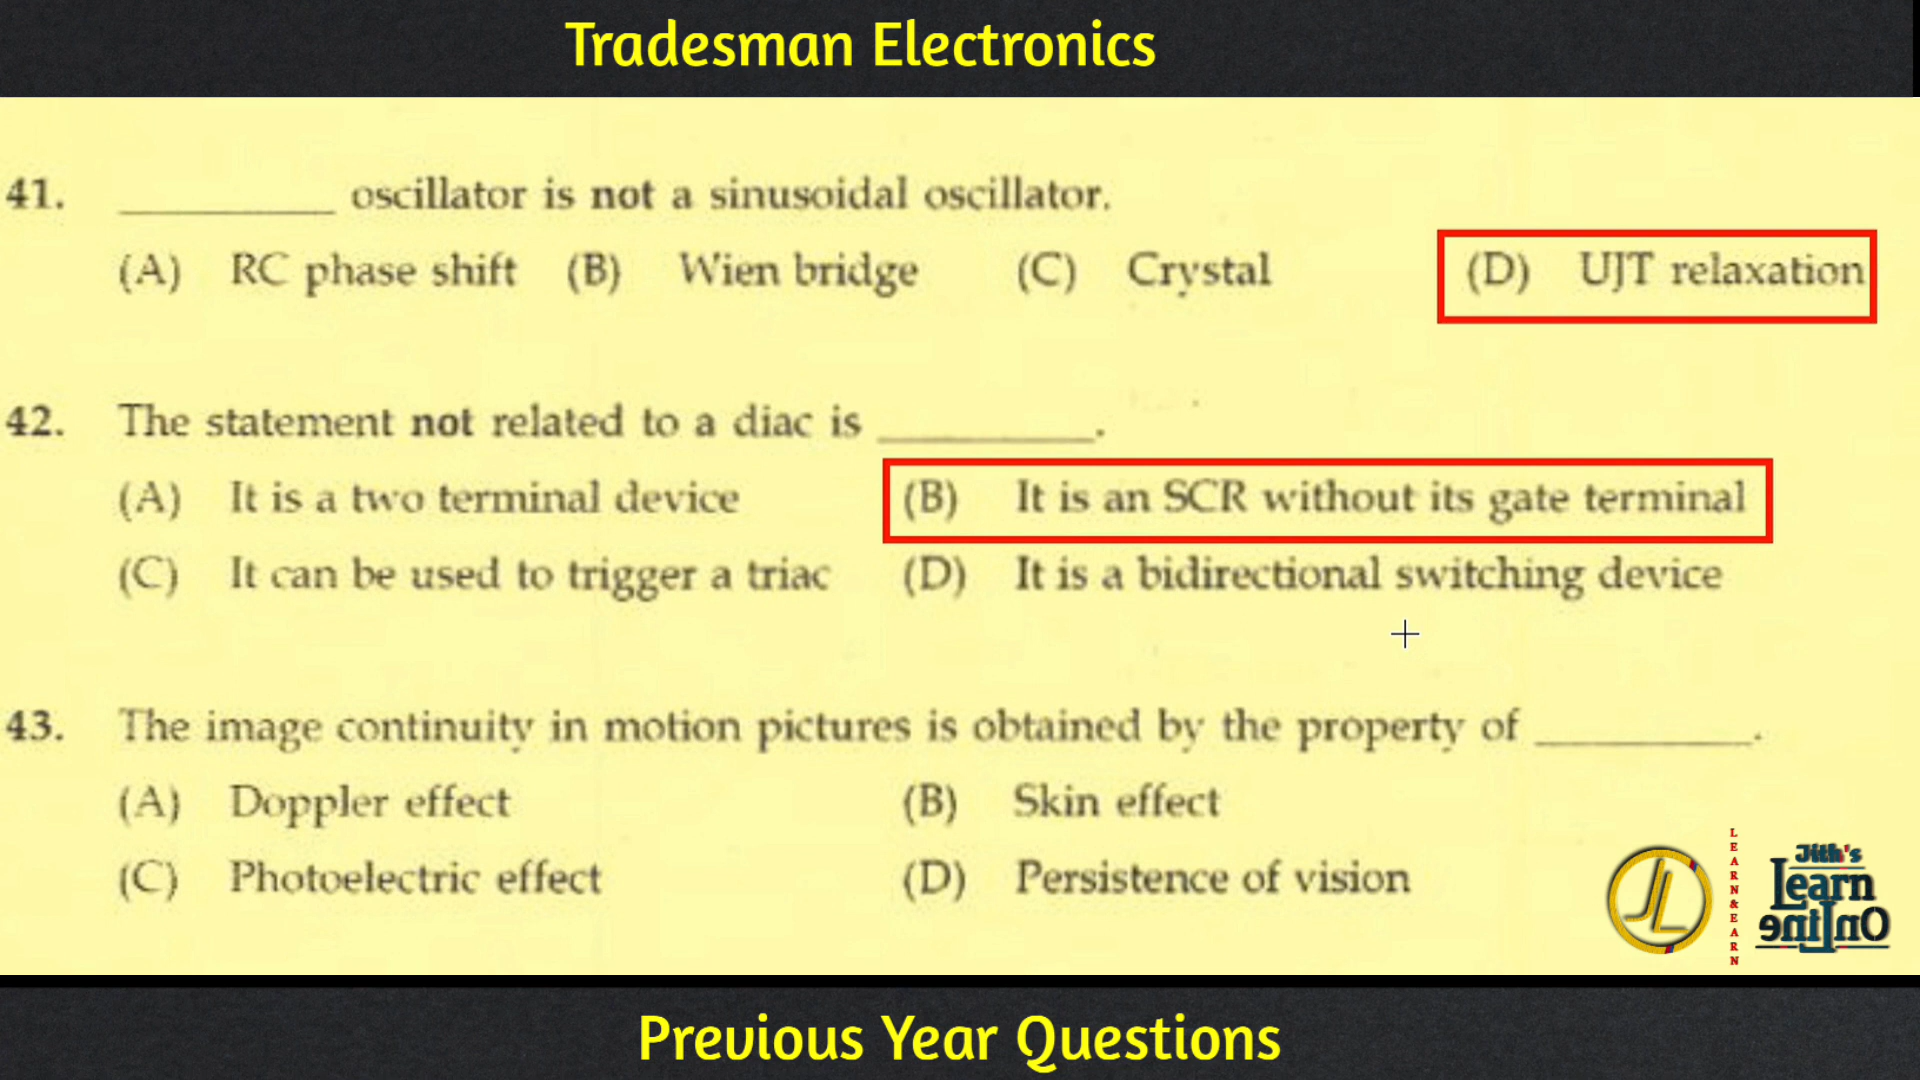 Tradesman Electronics
41. __________ oscillator is not a sinusoidal oscillator.
(A) RC phase shift (B) Wien bridge (C) Crystal (D) UJT relaxation
42. The statement not related to a diac is __________.
(A) It is a two terminal device (B) It is an SCR without its gate terminal
(C) It can be used to trigger a triac (D) It is a bidirectional switching device
43. The image continuity in motion pictures is obtained by the property of __________.
(A) Doppler effect (B) Skin effect
(C) Photoelectric effect (D) Persistence of vision
JL
LEARN&EARN
Jith's
Learn
OnLine
Previous Year Questions